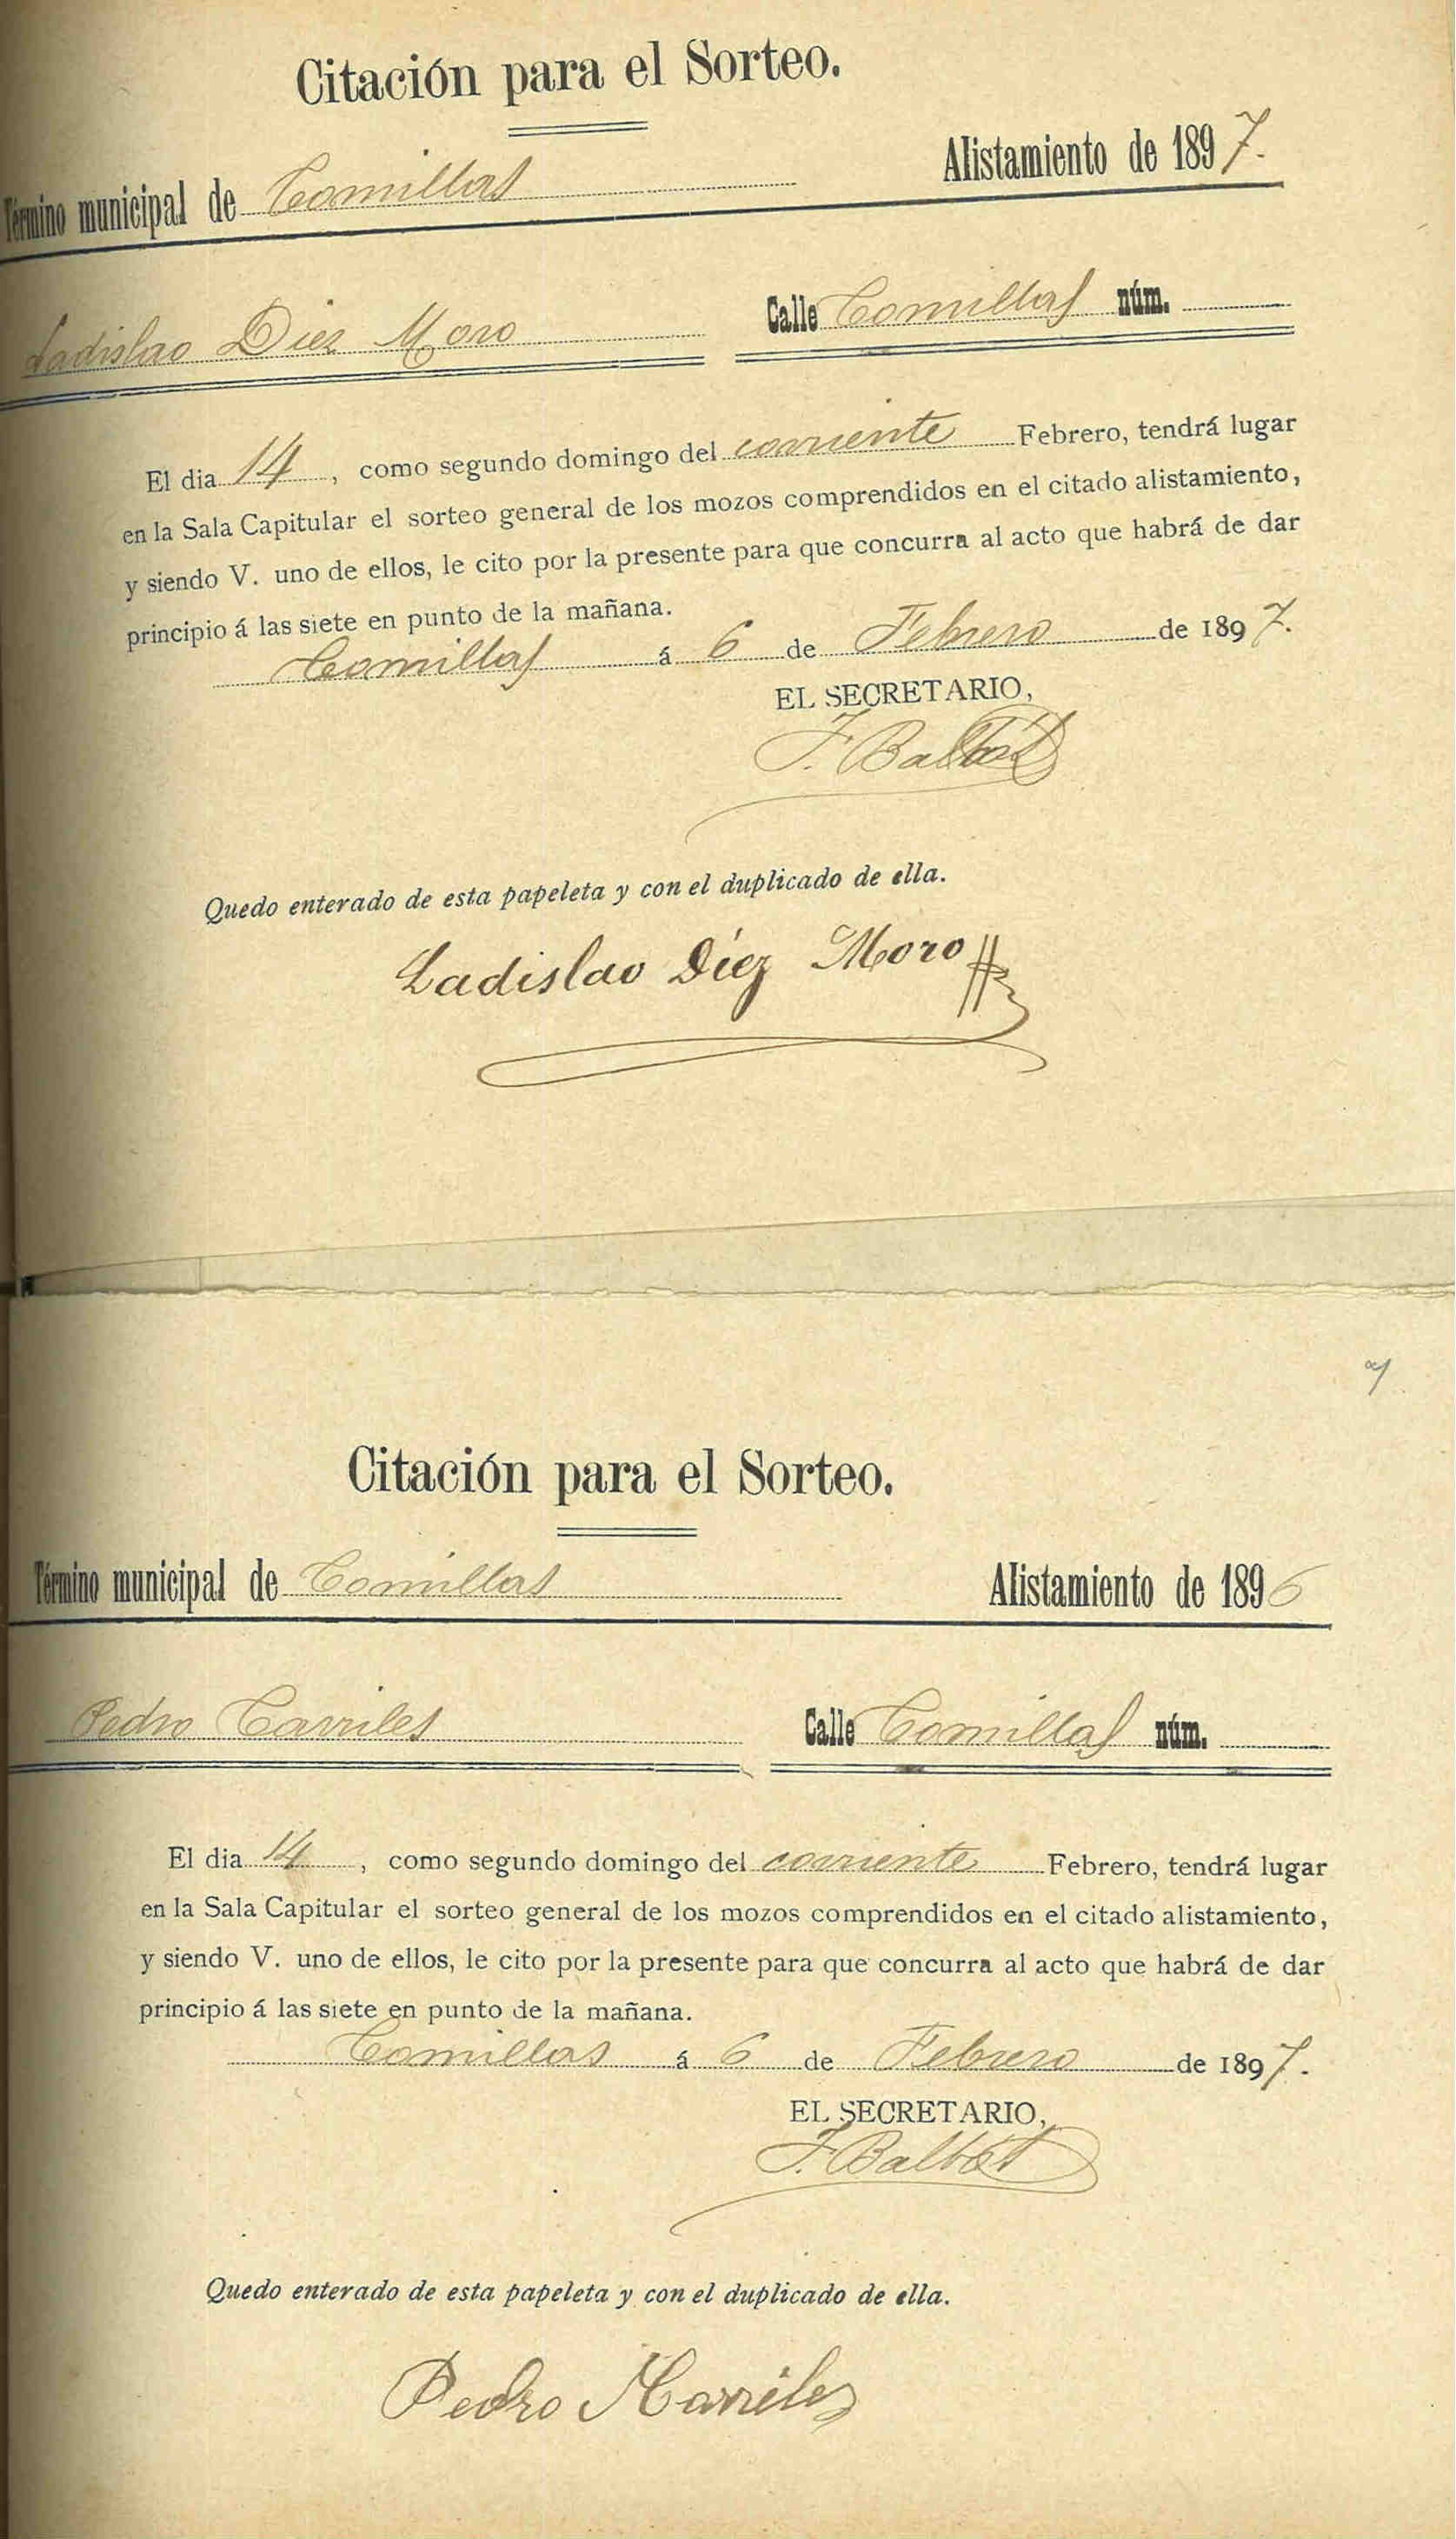 Citación para el Sorteo.
Alistamiento de 1897.
Término municipal de Comillas
Ladislao Diez Moro Calle Comillas núm.
El dia 14, como segundo domingo del corriente Febrero, tendrá lugar
en la Sala Capitular el sorteo general de los mozos comprendidos en el citado alistamiento,
y siendo V. uno de ellos, le cito por la presente para que concurra al acto que habrá de dar
principio á las siete en punto de la mañana.
Comillas á 6 de Febrero de 1897.
EL SECRETARIO,
F. Balbás
Quedo enterado de esta papeleta y con el duplicado de ella.
Ladislao Díez Moro
Citación para el Sorteo.
Término municipal de Comillas Alistamiento de 1896
Pedro Carriles Calle Comillas núm.
El dia 14, como segundo domingo del corriente Febrero, tendrá lugar
en la Sala Capitular el sorteo general de los mozos comprendidos en el citado alistamiento,
y siendo V. uno de ellos, le cito por la presente para que concurra al acto que habrá de dar
principio á las siete en punto de la mañana.
Comillas á 6 de Febrero de 1897.
EL SECRETARIO,
F. Balbás
Quedo enterado de esta papeleta y con el duplicado de ella.
Pedro Carriles